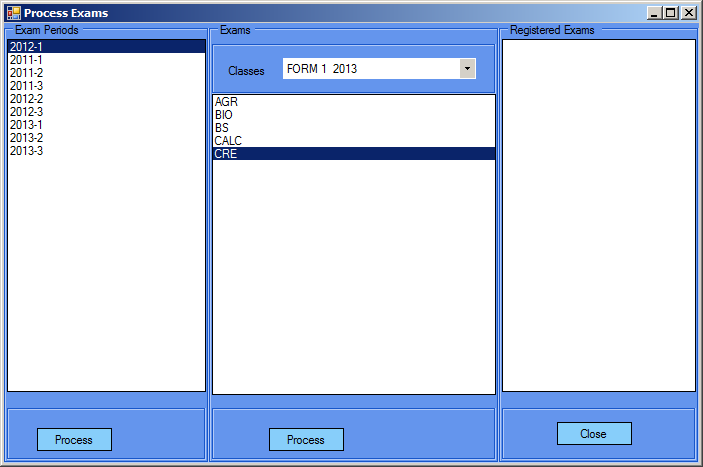 Process Exams
Exam Periods
2012-1
2011-1
2011-2
2011-3
2012-2
2012-3
2013-1
2013-2
2013-3
Process
Exams
Classes FORM 1 2013
AGR
BIO
BS
CALC
CRE
Process
Registered Exams
Close